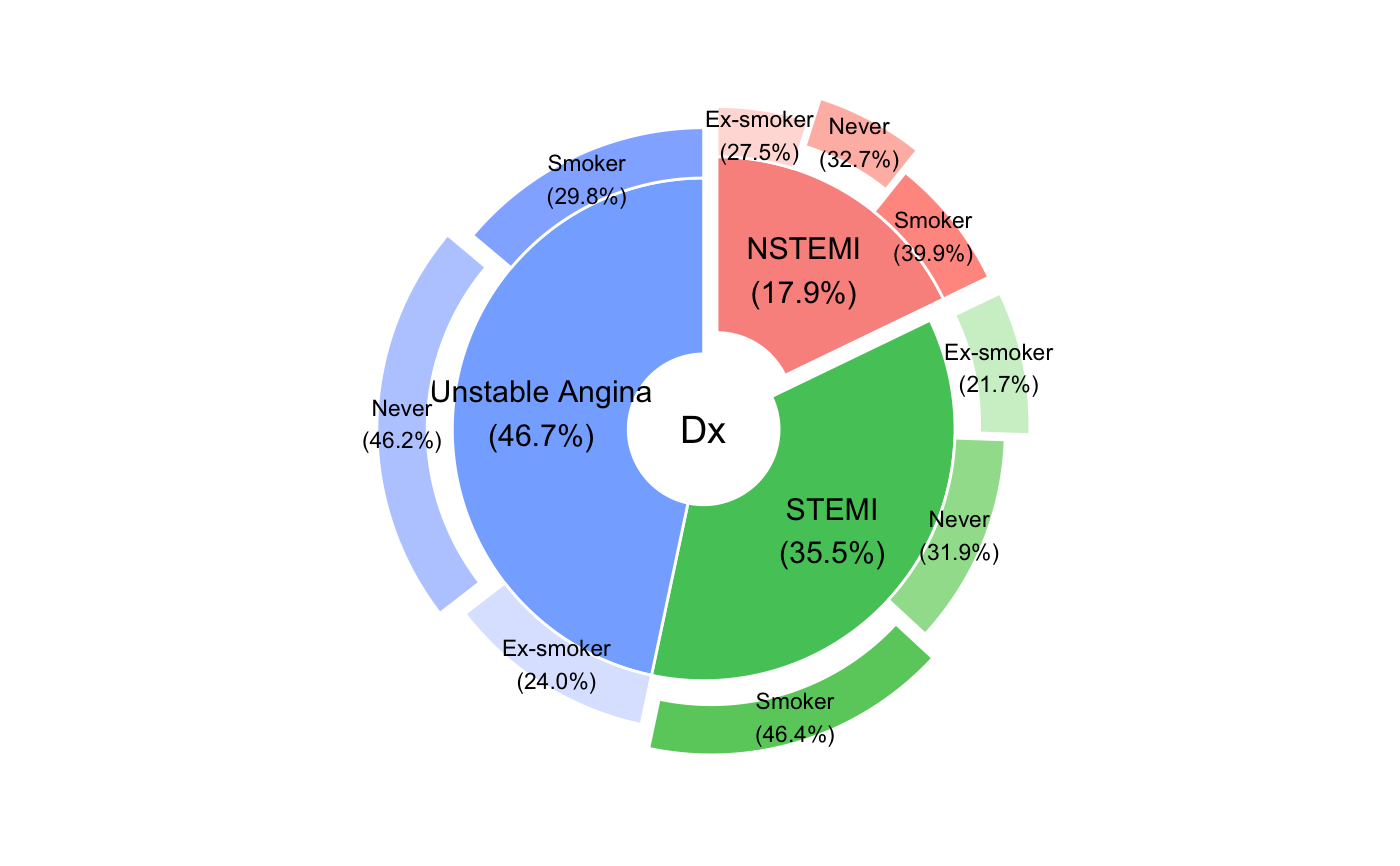 Ex-smoker
(27.5%)
Never
(32.7%)
Smoker
(29.8%)
Smoker
(39.9%)
NSTEMI
(17.9%)
Ex-smoker
(21.7%)
Unstable Angina
(46.7%)
Never
(46.2%)
Dx
STEMI
(35.5%)
Never
(31.9%)
Ex-smoker
(24.0%)
Smoker
(46.4%)